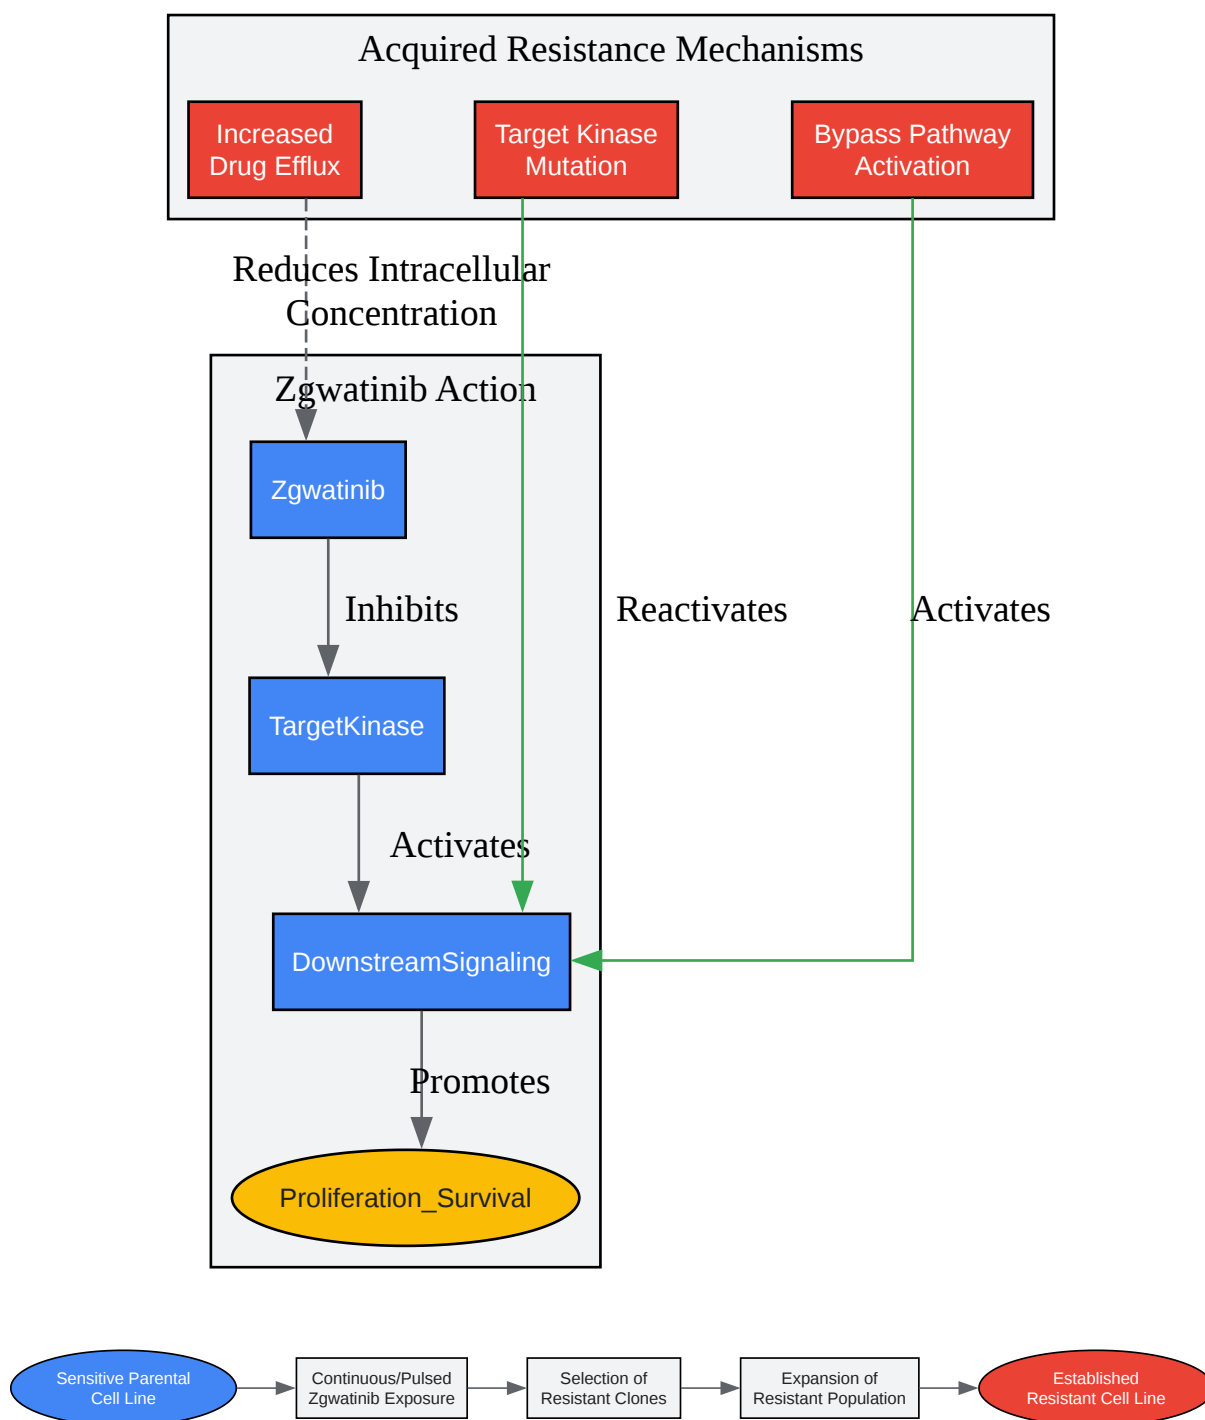 Acquired Resistance Mechanisms
Increased
Drug Efflux
Target Kinase
Mutation
Bypass Pathway
Activation
Reduces Intracellular
Concentration
Zgwatinib Action
Zgwatinib
Inhibits
Reactivates
Activates
TargetKinase
Activates
DownstreamSignaling
Promotes
Proliferation_Survival
Sensitive Parental
Cell Line
Continuous/Pulsed
Zgwatinib Exposure
Selection of
Resistant Clones
Expansion of
Resistant Population
Established
Resistant Cell Line